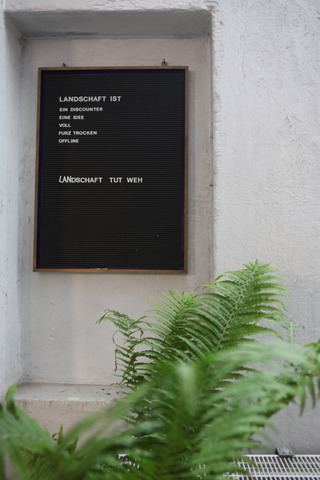 LANDSCHAFT IST
EIN DISCOUNTER
EINE IDEE
VOLL
FURZ TROCKEN
OFFLINE
LANDSCHAFT TUT WEH